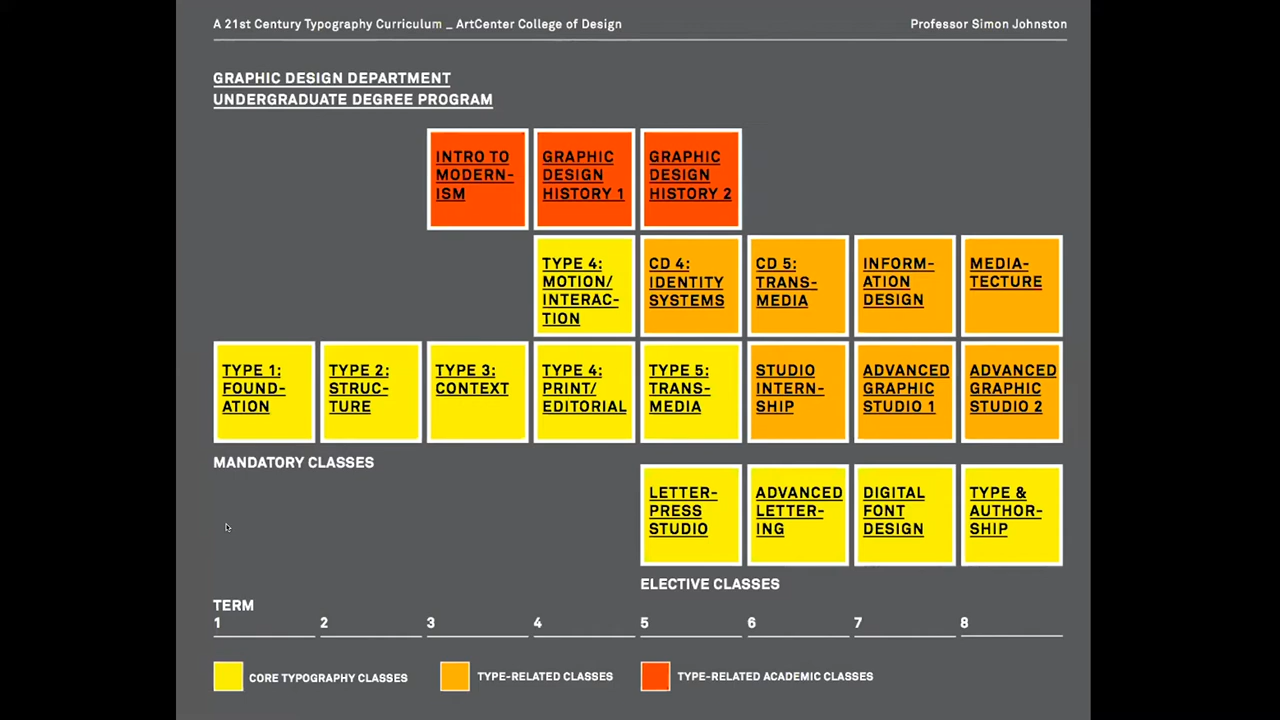 A 21st Century Typography Curriculum _ ArtCenter College of Design
Professor Simon Johnston
GRAPHIC DESIGN DEPARTMENT
UNDERGRADUATE DEGREE PROGRAM
INTRO TO
MODERN-
ISM
GRAPHIC
DESIGN
HISTORY 1
GRAPHIC
DESIGN
HISTORY 2
TYPE 4:
MOTION/
INTERAC-
TION
CD 4:
IDENTITY
SYSTEMS
CD 5:
TRANS-
MEDIA
INFORM-
ATION
DESIGN
MEDIA-
TECTURE
TYPE 1:
FOUND-
ATION
TYPE 2:
STRUC-
TURE
TYPE 3:
CONTEXT
TYPE 4:
PRINT/
EDITORIAL
TYPE 5:
TRANS-
MEDIA
STUDIO
INTERN-
SHIP
ADVANCED
GRAPHIC
STUDIO 1
ADVANCED
GRAPHIC
STUDIO 2
MANDATORY CLASSES
LETTER-
PRESS
STUDIO
ADVANCED
LETTER-
ING
DIGITAL
FONT
DESIGN
TYPE &
AUTHOR-
SHIP
ELECTIVE CLASSES
TERM
1 2 3 4 5 6 7 8
CORE TYPOGRAPHY CLASSES
TYPE-RELATED CLASSES
TYPE-RELATED ACADEMIC CLASSES